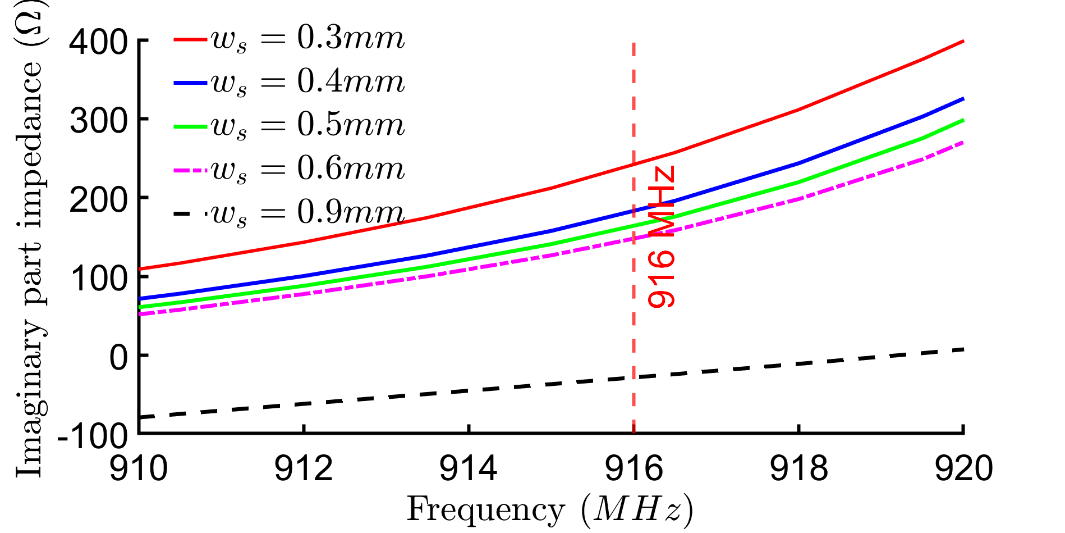 Imaginary part impedance (Ω)
400
300
200
100
0
-100
w_s = 0.3mm
w_s = 0.4mm
w_s = 0.5mm
w_s = 0.6mm
w_s = 0.9mm
916 MHz
910 912 914 916 918 920
Frequency (MHz)